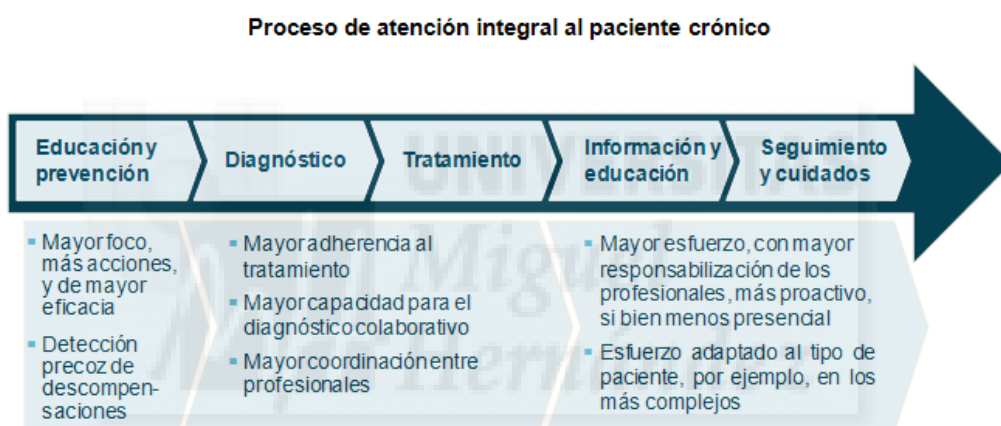 Proceso de atención integral al paciente crónico
Educación y
prevención
Diagnóstico
Tratamiento
Información y
educación
Seguimiento
y cuidados
▪ Mayor foco,
más acciones,
y de mayor
eficacia
▪ Detección
precoz de
descompen-
saciones
▪ Mayor adherencia al
tratamiento
▪ Mayor capacidad para el
diagnóstico colaborativo
▪ Mayor coordinación entre
profesionales
▪ Mayor esfuerzo, con mayor
responsabilización de los
profesionales, más proactivo,
si bien menos presencial
▪ Esfuerzo adaptado al tipo de
paciente, por ejemplo, en los
más complejos
UNIVERSITAS
Miguel
Hernández